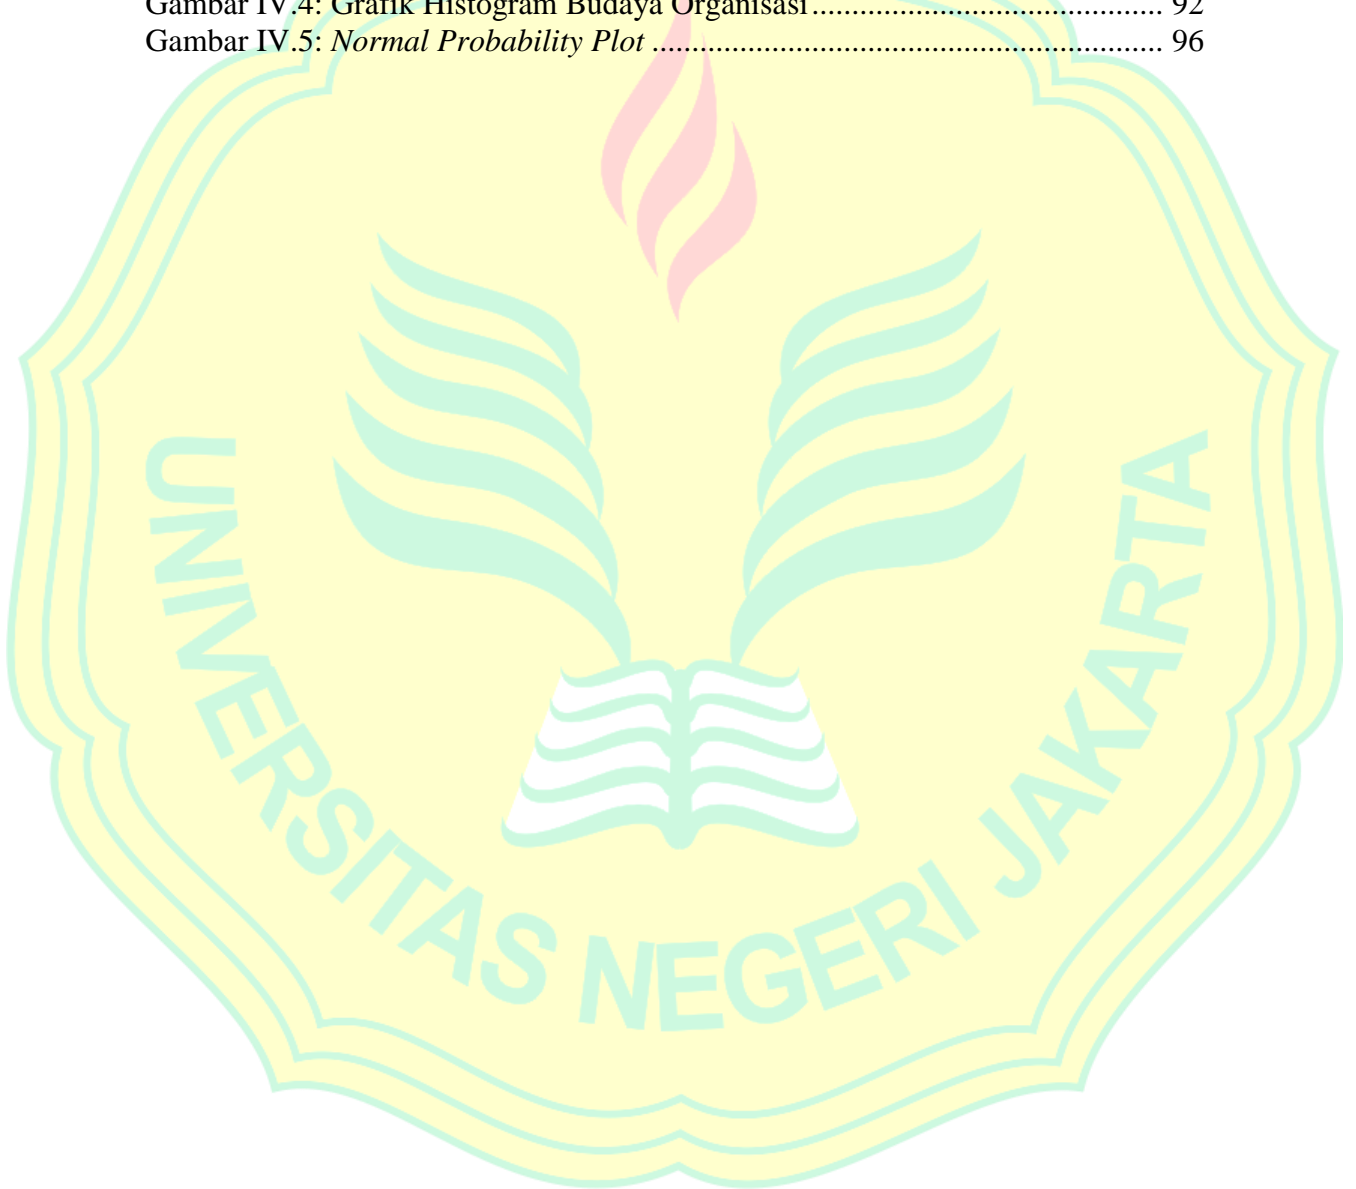 Gambar IV.4: Grafik Histogram Budaya Organisasi............................................ 92
Gambar IV.5: Normal Probability Plot ................................................................ 96
UNIVERSITAS NEGERI JAKARTA